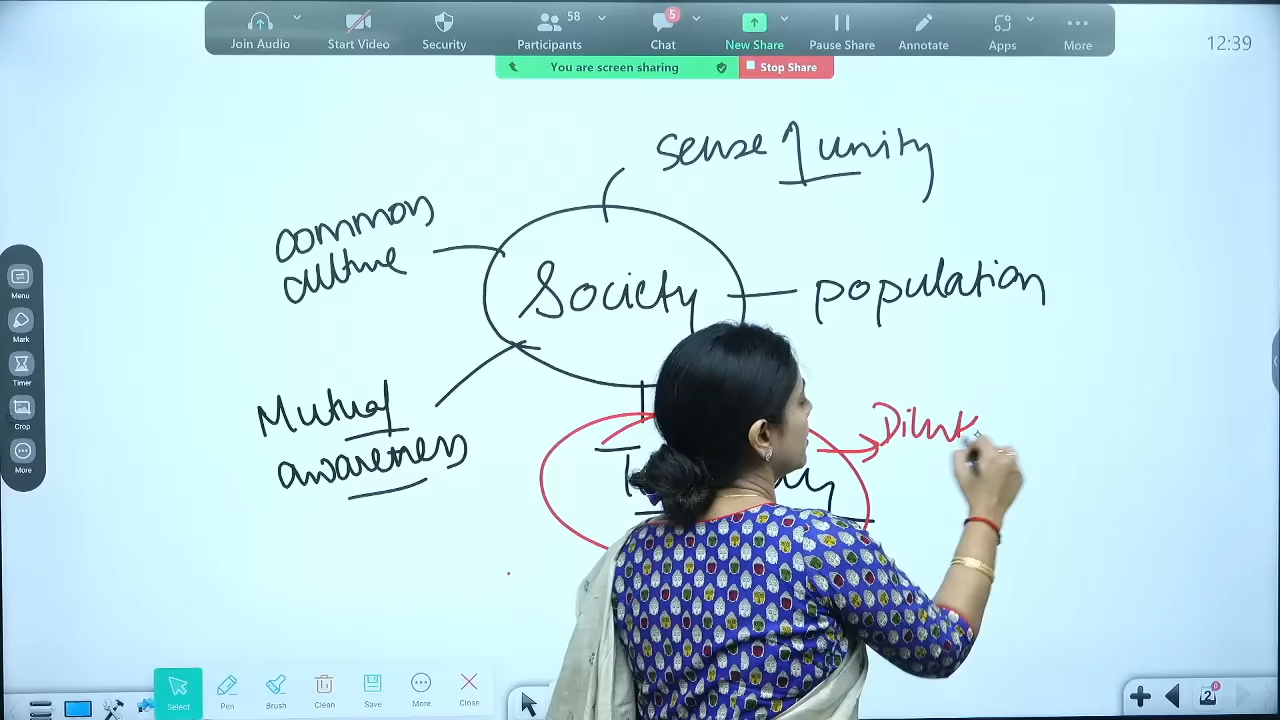 Join Audio
Start Video
Security
58
Participants
5
Chat
New Share
Pause Share
Annotate
Apps
More
12:39
You are screen sharing
Stop Share
sense unity
common
culture
Society
population
Mutual
awareness
Menu
Mark
Timer
Crop
More
Select
Pen
Brush
Clean
Save
More
Close
2